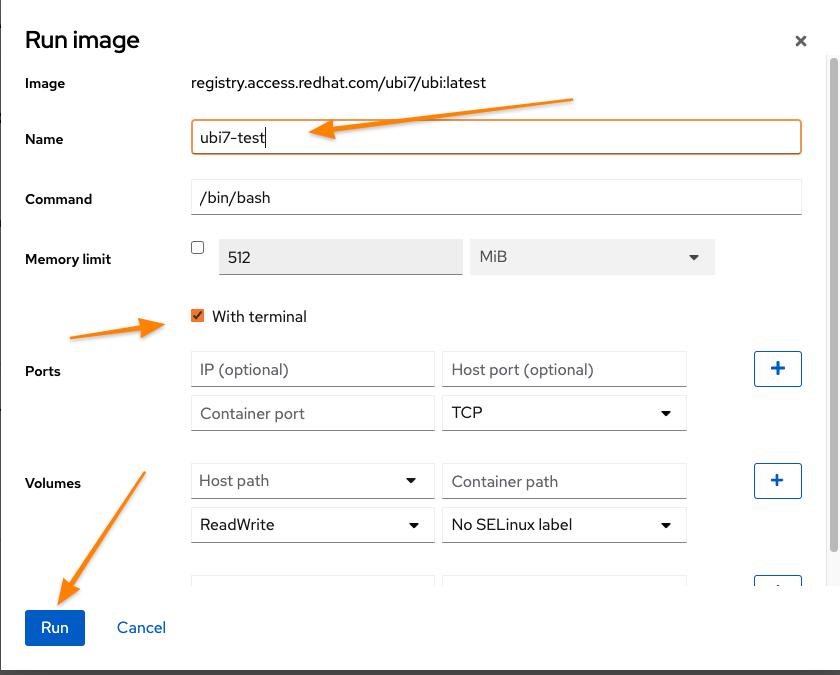 Run image
Image registry.access.redhat.com/ubi7/ubi:latest
Name ubi7-test
Command /bin/bash
Memory limit 512 MiB
With terminal
Ports IP (optional) Host port (optional)
Container port TCP
Volumes Host path Container path
ReadWrite No SELinux label
Run Cancel